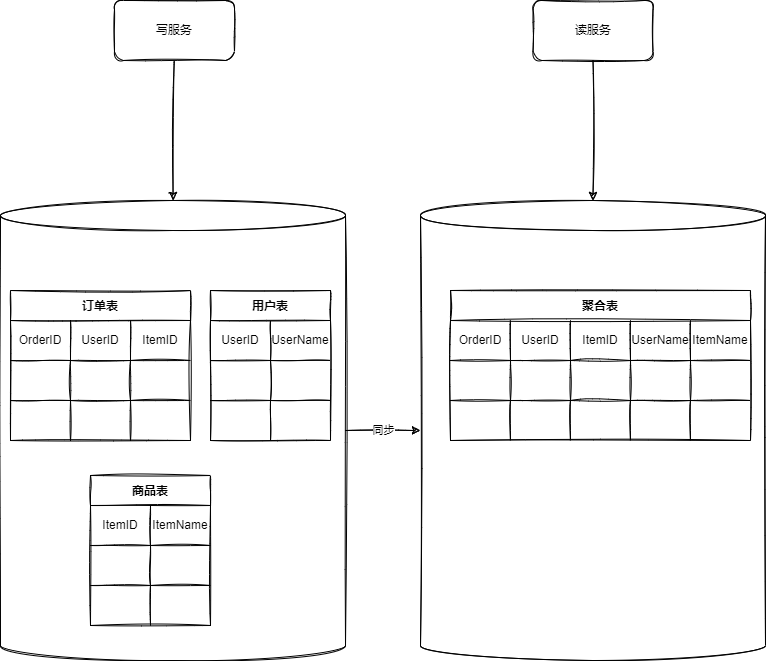 写服务
读服务
订单表
OrderID UserID ItemID
用户表
UserID UserName
聚合表
OrderID UserID ItemID UserName ItemName
同步
商品表
ItemID ItemName